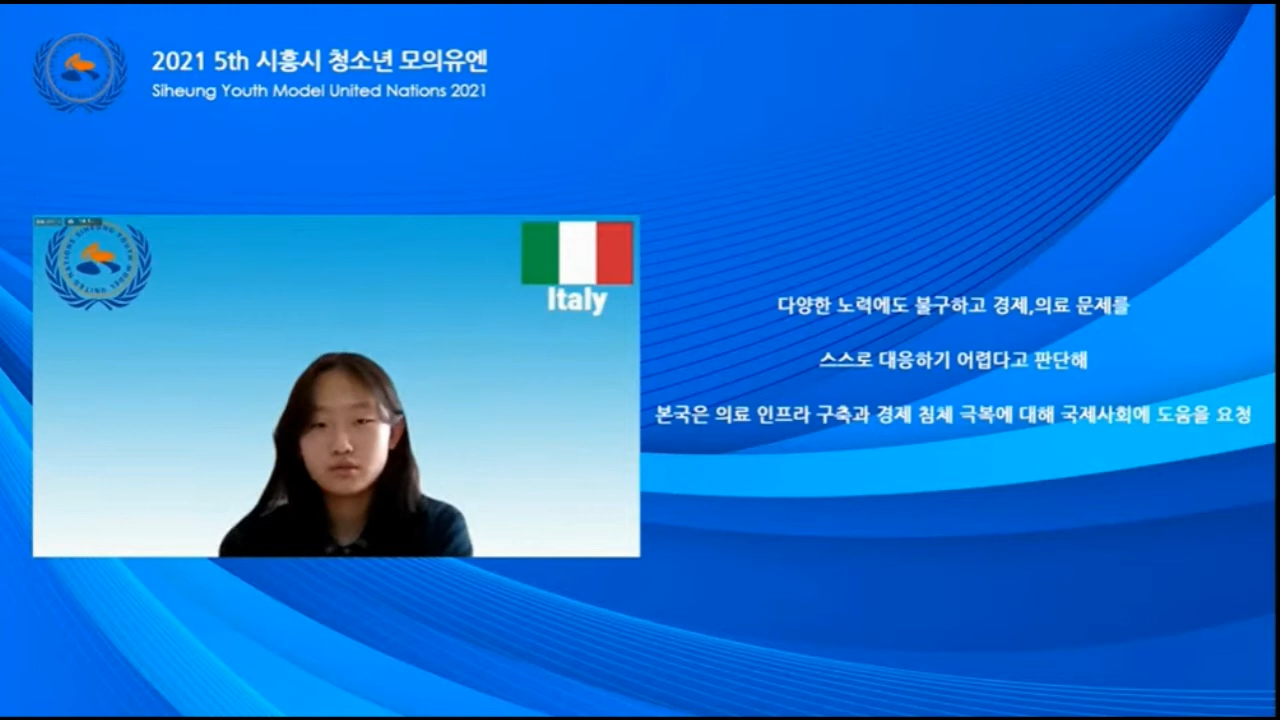 2021 5th 시흥시 청소년 모의유엔
Siheung Youth Model United Nations 2021
Italy
다양한 노력에도 불구하고 경제,의료 문제를
스스로 대응하기 어렵다고 판단해
본국은 의료 인프라 구축과 경제 침체 극복에 대해 국제사회에 도움을 요청